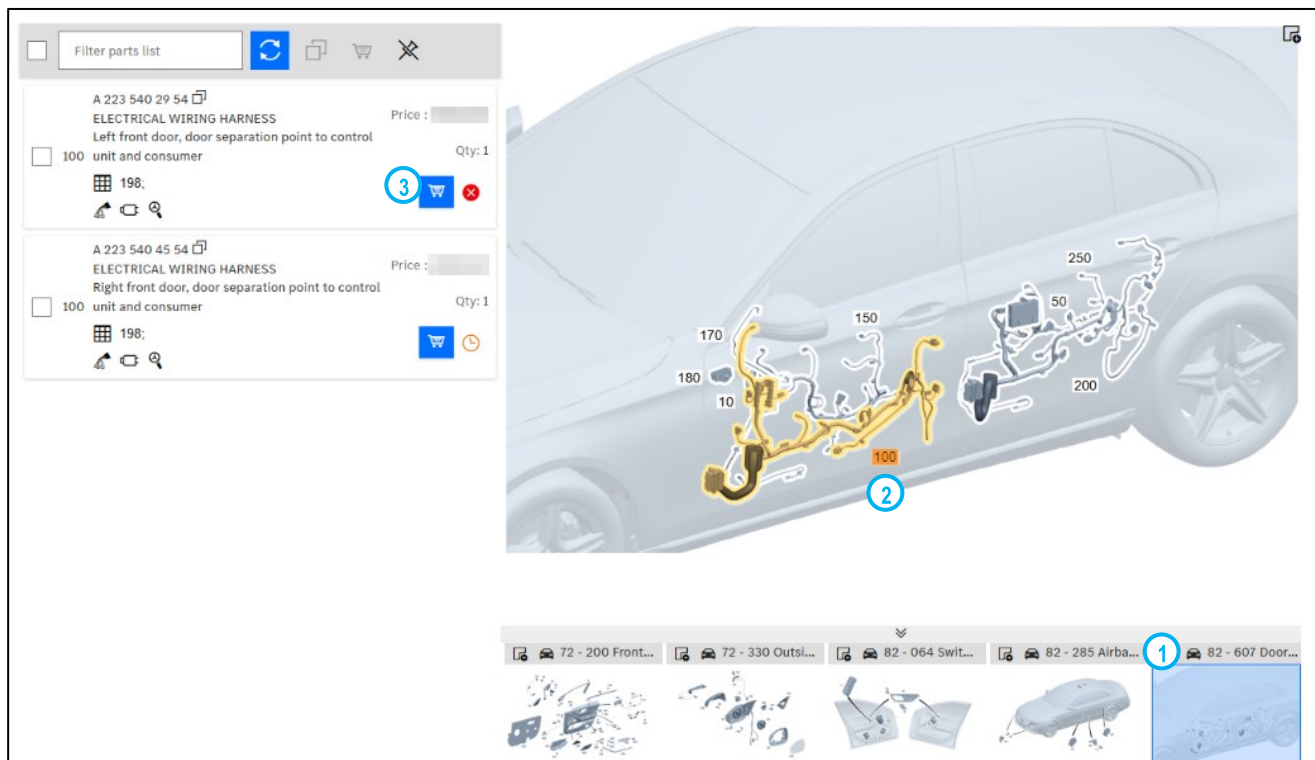 Filter parts list
A 223 540 29 54
ELECTRICAL WIRING HARNESS
Price :
Left front door, door separation point to control
100 unit and consumer
Qty: 1
198;
3
A 223 540 45 54
ELECTRICAL WIRING HARNESS
Price :
Right front door, door separation point to control
100 unit and consumer
Qty: 1
198;
250
50
150
170
180
10
200
100
2
1
72 - 200 Front...
72 - 330 Outsi...
82 - 064 Swit...
82 - 285 Airba...
82 - 607 Door...